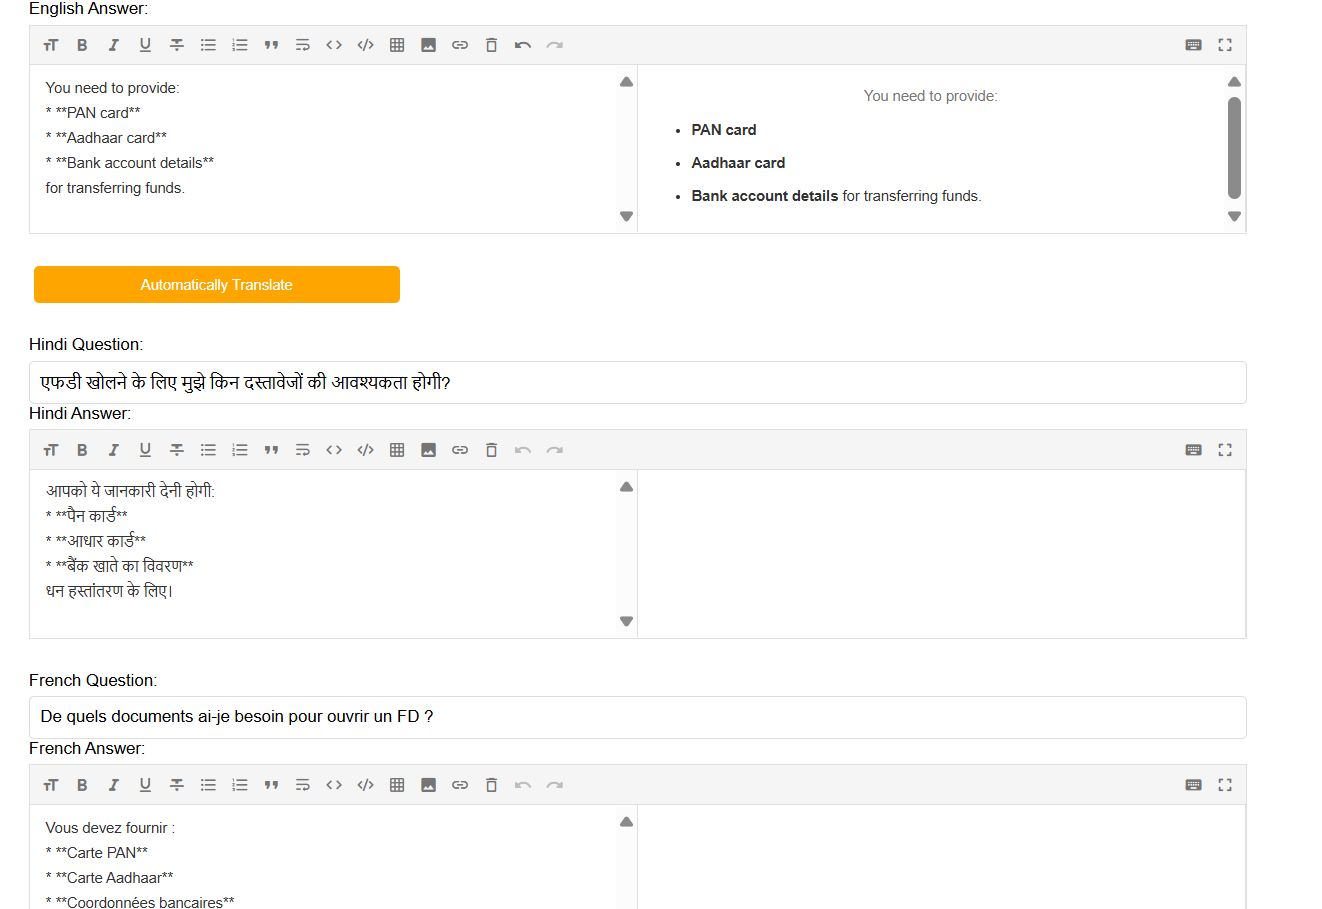 English Answer:
You need to provide:
* **PAN card**
* **Aadhaar card**
* **Bank account details**
for transferring funds.
You need to provide:
• PAN card
• Aadhaar card
• Bank account details for transferring funds.
Automatically Translate
Hindi Question:
एफडी खोलने के लिए मुझे किन दस्तावेजों की आवश्यकता होगी?
Hindi Answer:
आपको ये जानकारी देनी होगी:
* **पैन कार्ड**
* **आधार कार्ड**
* **बैंक खाते का विवरण**
धन हस्तांतरण के लिए।
French Question:
De quels documents ai-je besoin pour ouvrir un FD ?
French Answer:
Vous devez fournir :
* **Carte PAN**
* **Carte Aadhaar**
* **Coordonnées bancaires**